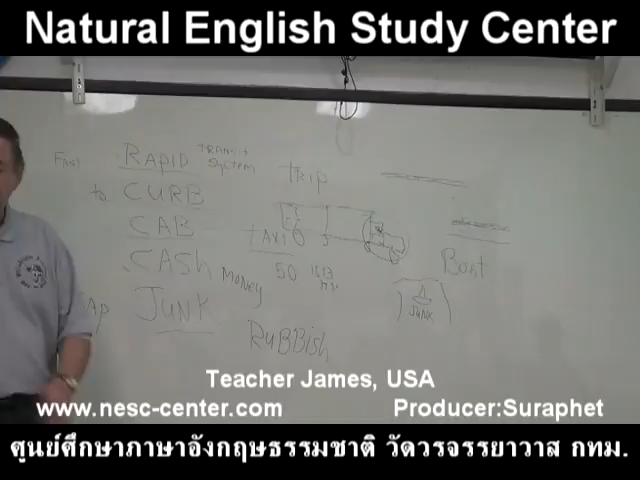 Natural English Study Center
Fast RAPID TRANSIT SYSTEM
to CURB
CAB
CASH MONEY
JUNK
RUBBISH
TRIP
TAXI
50
Boat
JUNK
Teacher James, USA
www.nesc-center.com Producer:Suraphet
ศูนย์ศึกษาภาษาอังกฤษธรรมชาติ วัดวรจรรยาวาส กทม.